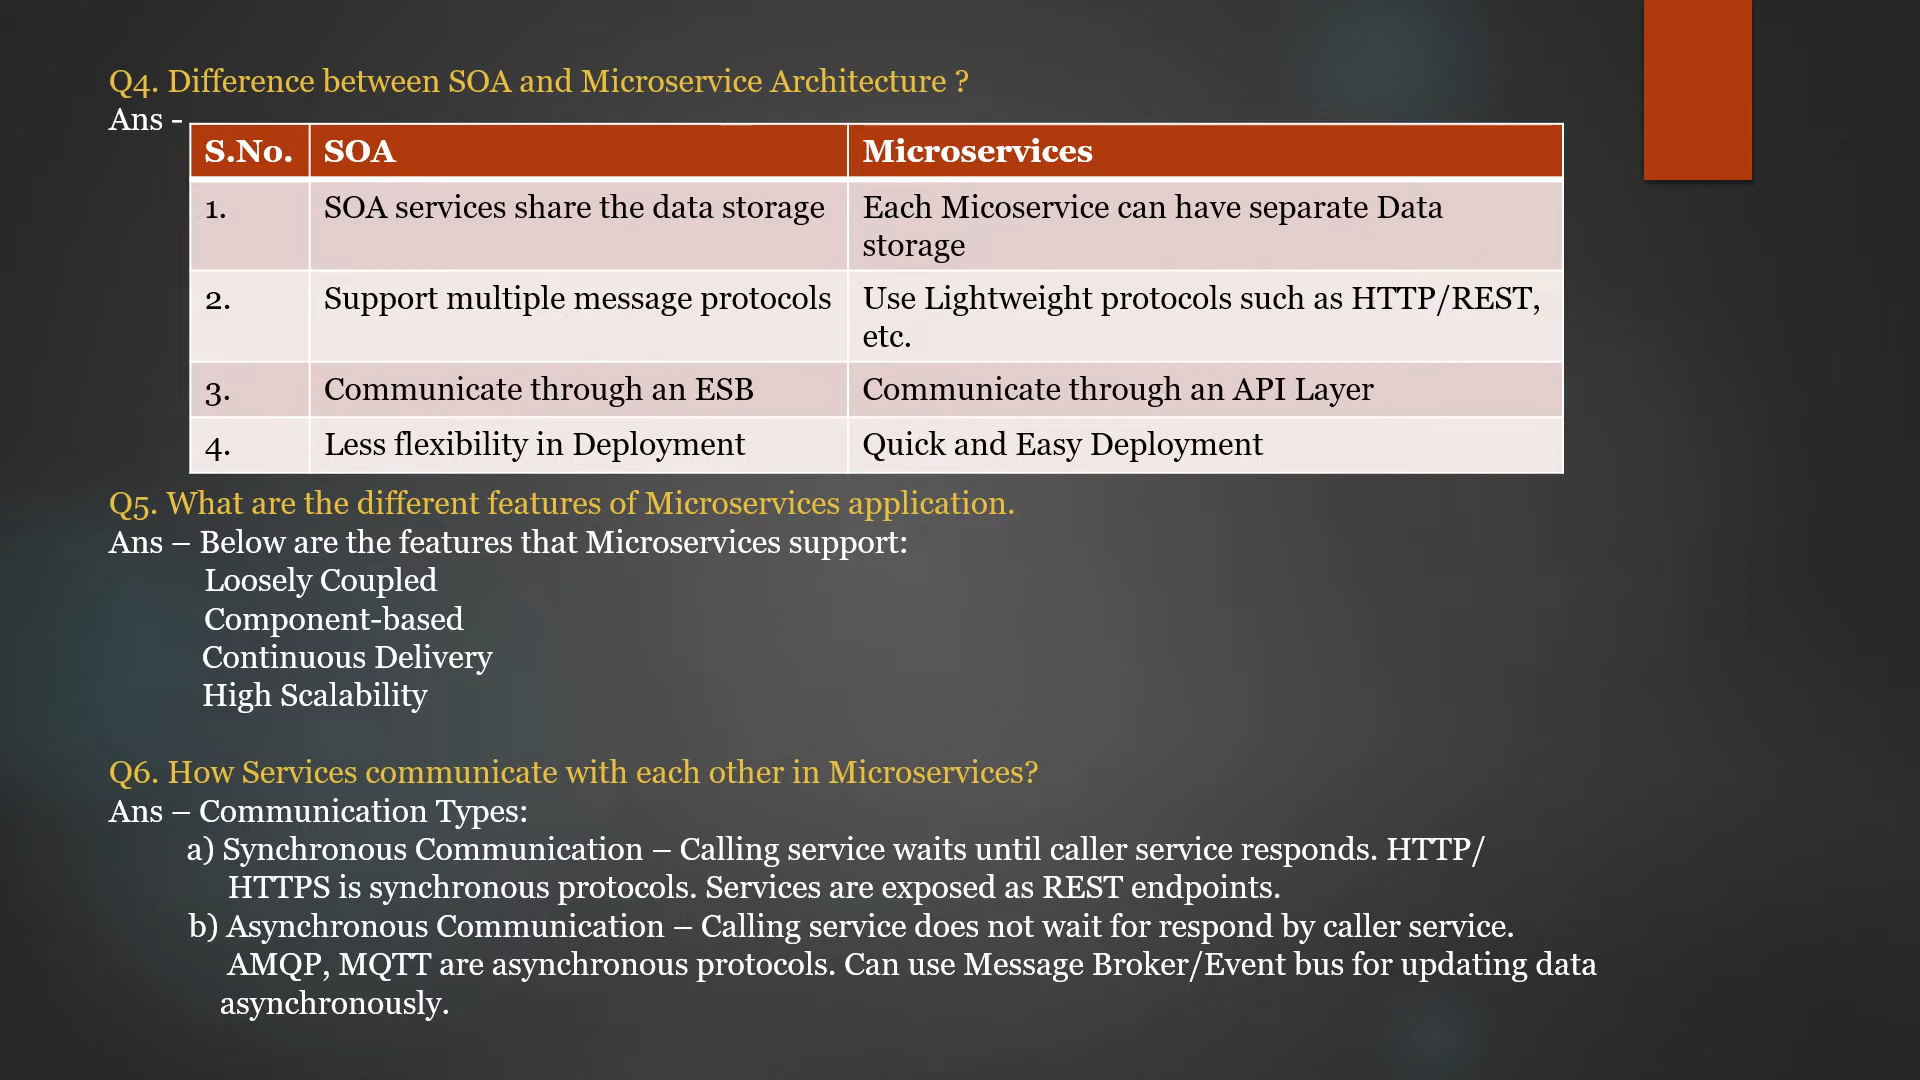 Q4. Difference between SOA and Microservice Architecture ?
Ans -
S.No. SOA Microservices
1. SOA services share the data storage Each Micoservice can have separate Data
storage
2. Support multiple message protocols Use Lightweight protocols such as HTTP/REST,
etc.
3. Communicate through an ESB Communicate through an API Layer
4. Less flexibility in Deployment Quick and Easy Deployment
Q5. What are the different features of Microservices application.
Ans – Below are the features that Microservices support:
Loosely Coupled
Component-based
Continuous Delivery
High Scalability
Q6. How Services communicate with each other in Microservices?
Ans – Communication Types:
a) Synchronous Communication – Calling service waits until caller service responds. HTTP/
HTTPS is synchronous protocols. Services are exposed as REST endpoints.
b) Asynchronous Communication – Calling service does not wait for respond by caller service.
AMQP, MQTT are asynchronous protocols. Can use Message Broker/Event bus for updating data
asynchronously.